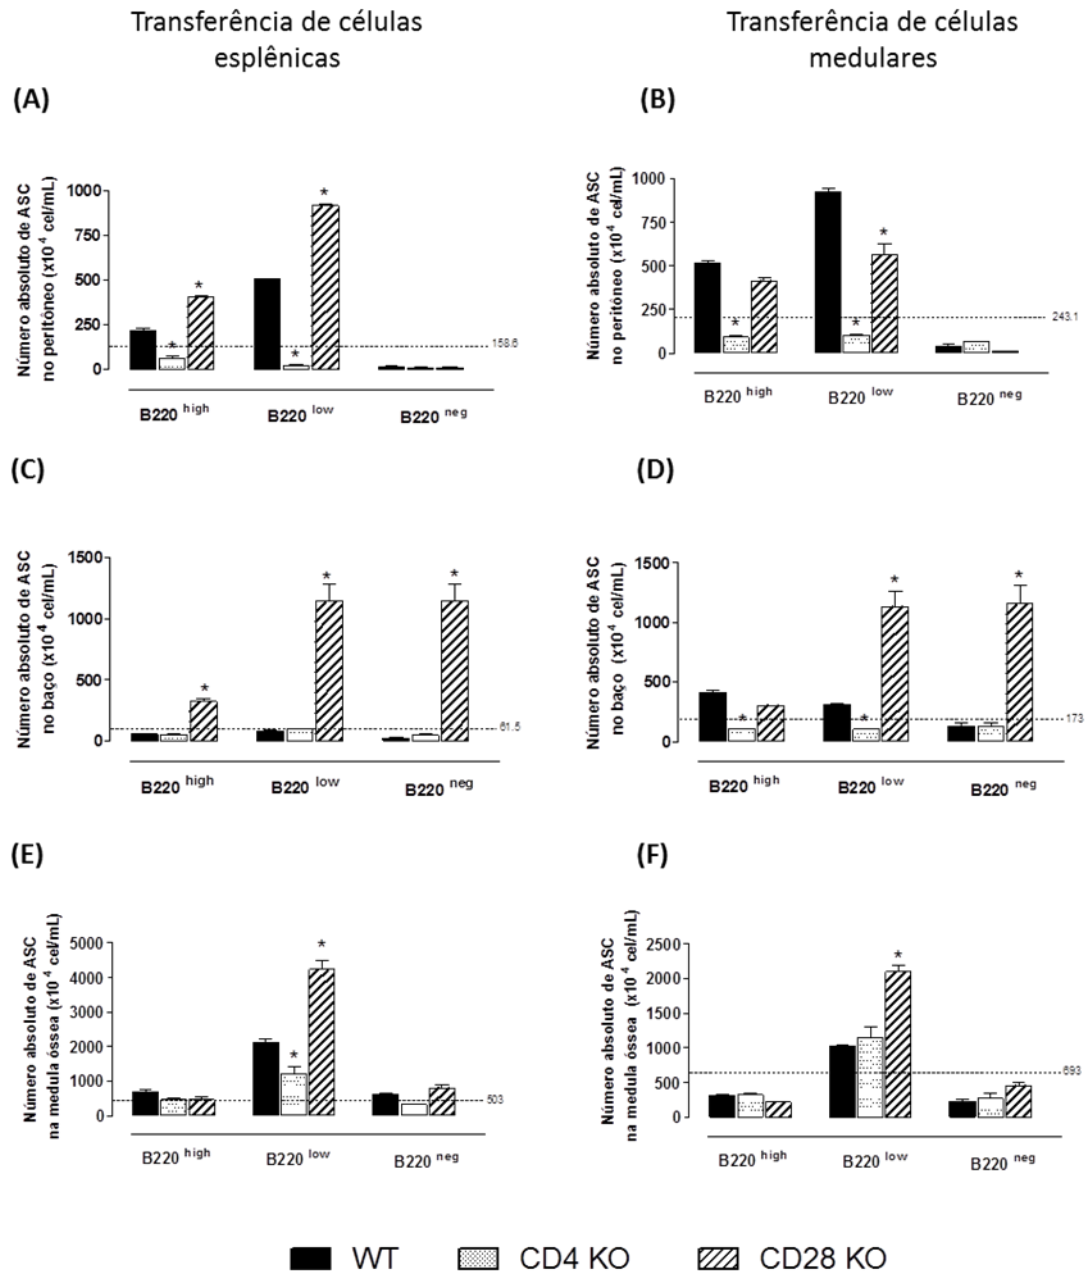 Transferência de células
esplênicas
Transferência de células
medulares
(A)
Número absoluto de ASC
no peritôneo (x10⁴ cel/mL)
1000
750
500
250
0
*
*
*
*
158.6
B220 high
B220 low
B220 neg
(B)
Número absoluto de ASC
no peritôneo (x10⁴ cel/mL)
1000
750
500
250
0
*
*
*
243.1
B220 high
B220 low
B220 neg
(C)
Número absoluto de ASC
no baço (x10⁴ cel/mL)
1500
1000
500
0
*
*
*
61.5
B220 high
B220 low
B220 neg
(D)
Número absoluto de ASC
no baço (x10⁴ cel/mL)
1500
1000
500
0
*
*
*
*
173
B220 high
B220 low
B220 neg
(E)
Número absoluto de ASC
na medula óssea (x10⁴ cel/mL)
5000
4000
3000
2000
1000
0
*
*
503
B220 high
B220 low
B220 neg
(F)
Número absoluto de ASC
na medula óssea (x10⁴ cel/mL)
2500
2000
1500
1000
500
0
*
693
B220 high
B220 low
B220 neg
WT CD4 KO CD28 KO